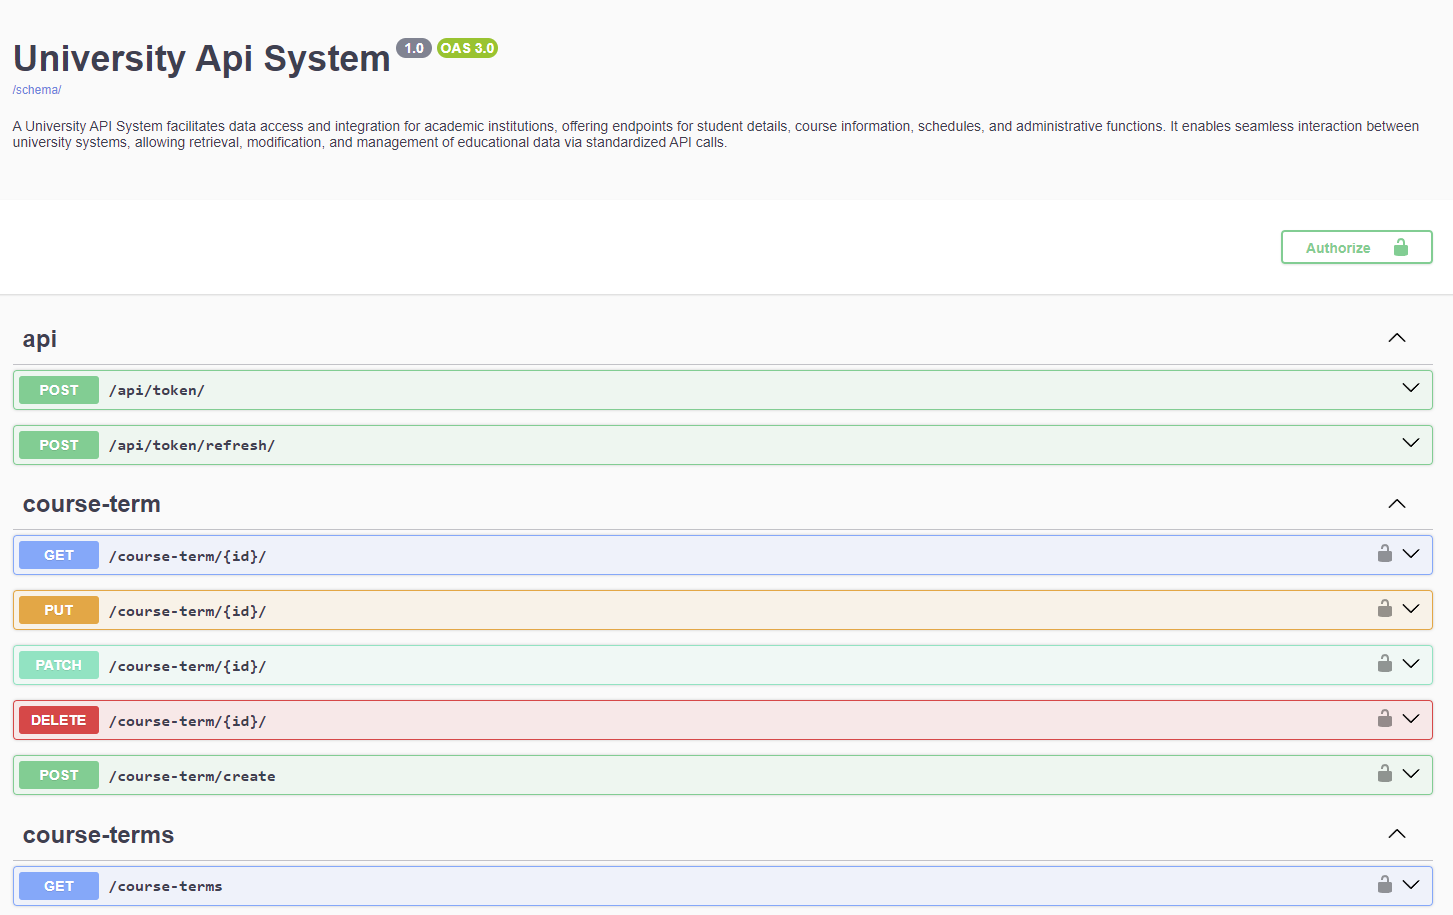 University Api System 1.0 OAS 3.0
/schema/
A University API System facilitates data access and integration for academic institutions, offering endpoints for student details, course information, schedules, and administrative functions. It enables seamless interaction between
university systems, allowing retrieval, modification, and management of educational data via standardized API calls.
Authorize
api
POST /api/token/
POST /api/token/refresh/
course-term
GET /course-term/{id}/
PUT /course-term/{id}/
PATCH /course-term/{id}/
DELETE /course-term/{id}/
POST /course-term/create
course-terms
GET /course-terms